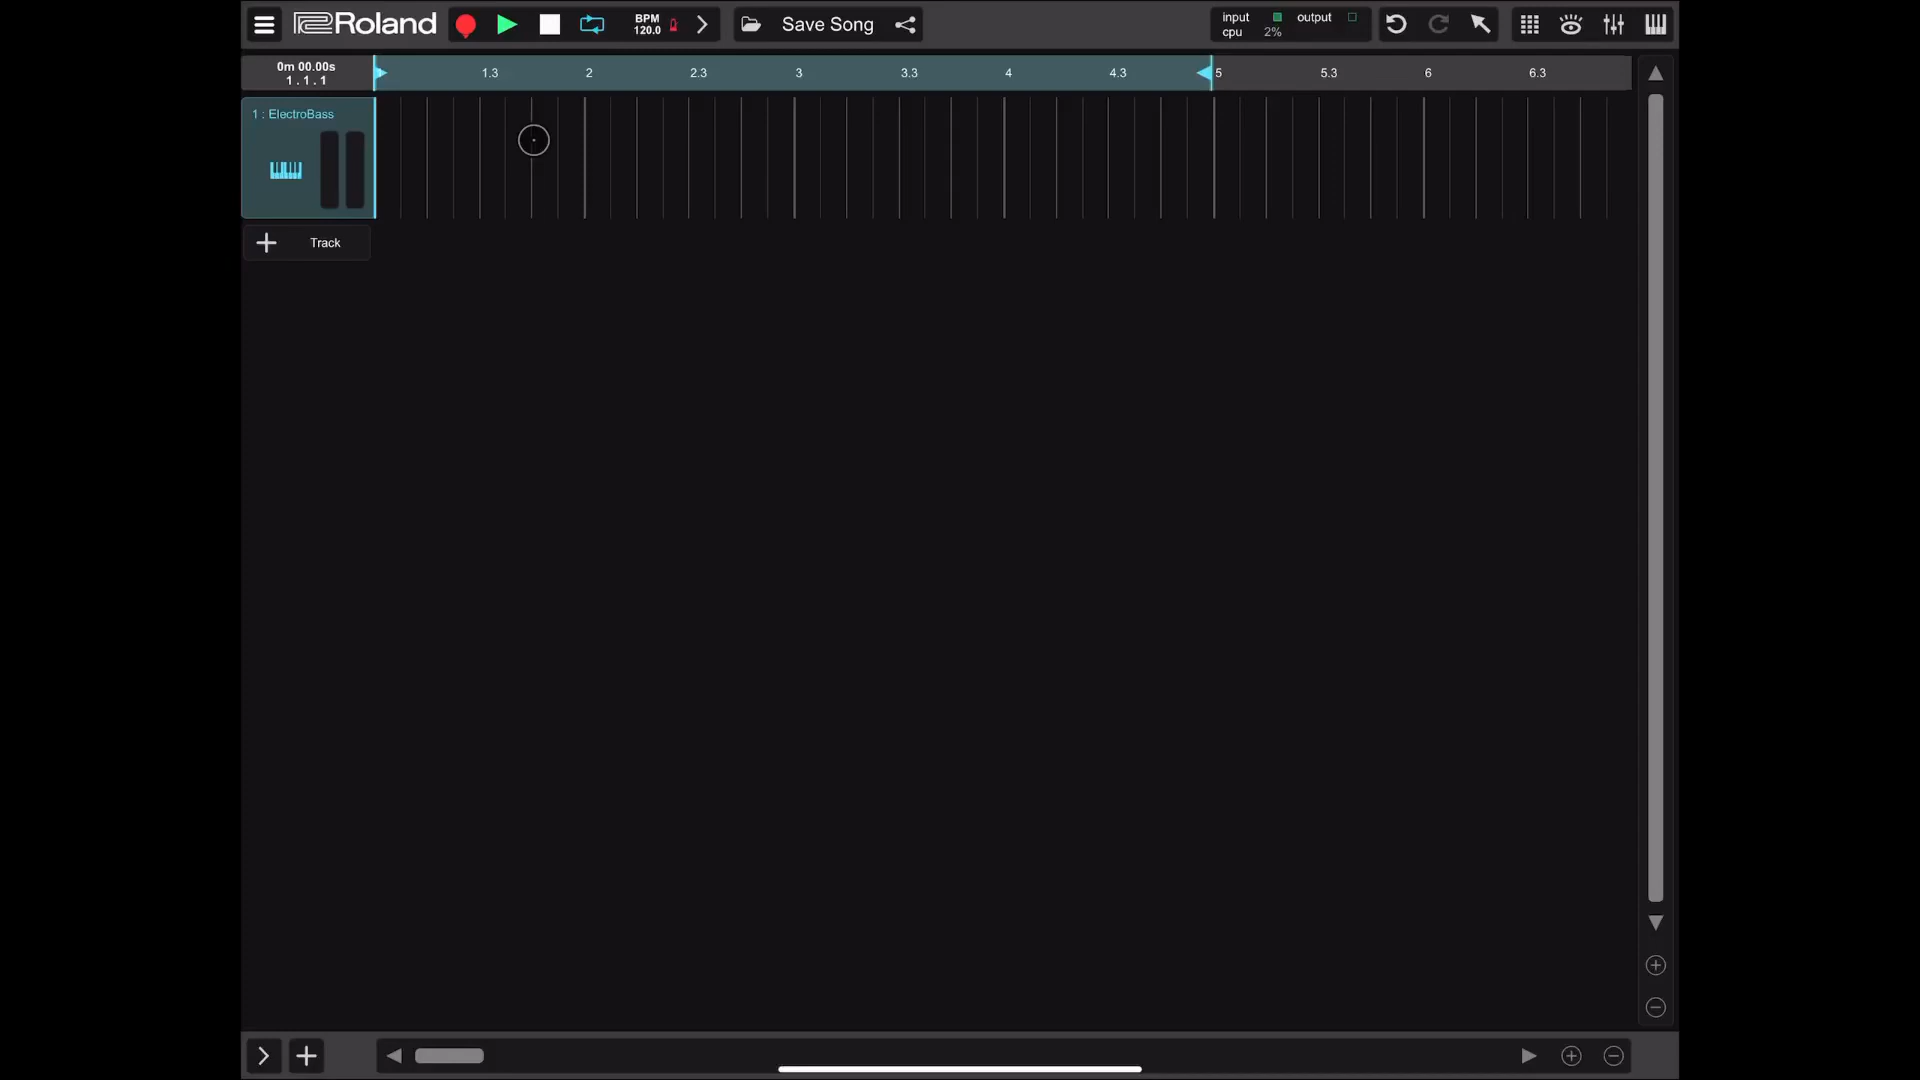 Roland
BPM
120.0
Save Song
input
output
cpu
2%
0m 00.00s
1 . 1 . 1
1.3
2
2.3
3
3.3
4
4.3
5
5.3
6
6.3
1 : ElectroBass
Track